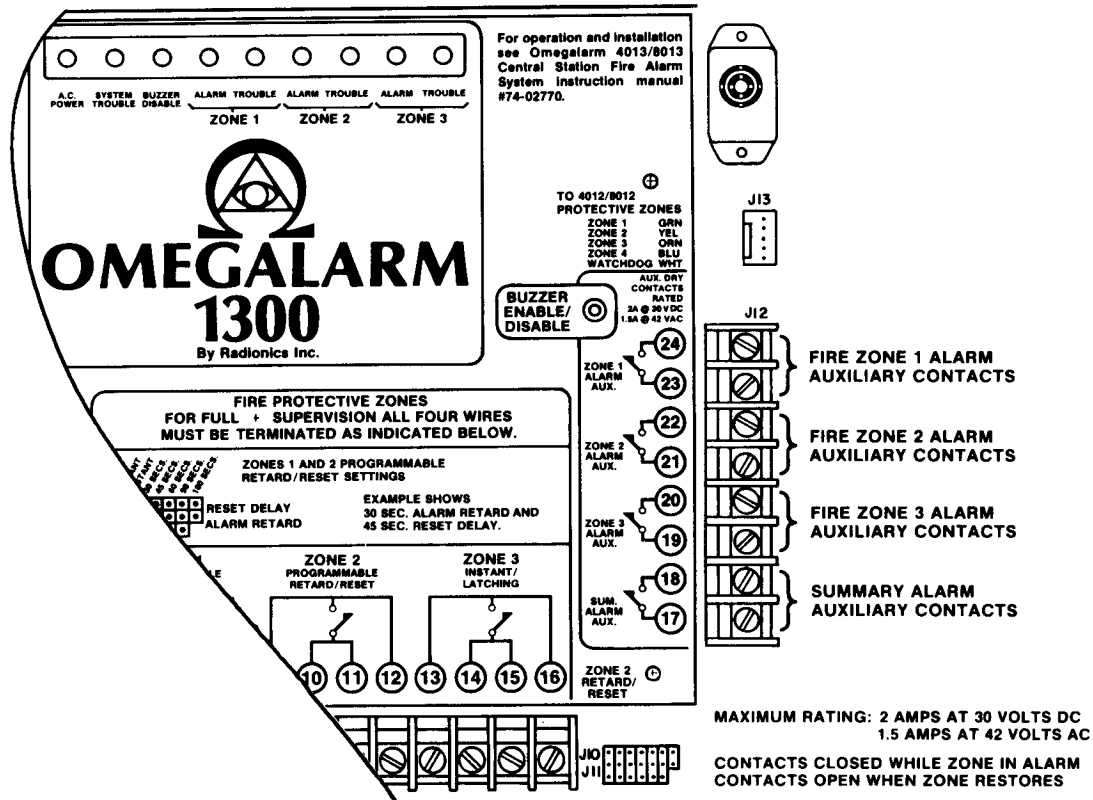 For operation and installation
see Omegalarm 4013/8013
Central Station Fire Alarm
System instruction manual
#74-02770.
A.C.
POWER
SYSTEM
TROUBLE
BUZZER
DISABLE
ALARM TROUBLE
ZONE 1
ALARM TROUBLE
ZONE 2
ALARM TROUBLE
ZONE 3
OMEGALARM
1300
By Radionics Inc.
TO 4012/8012
PROTECTIVE ZONES
ZONE 1 GRN
ZONE 2 YEL
ZONE 3 ORN
ZONE 4 BLU
WATCHDOG WHT
BUZZER
ENABLE/
DISABLE
AUX. DRY
CONTACTS
RATED
2A @ 30VDC
1.5A @ 42 VAC
ZONE 1
ALARM
AUX.
24
23
ZONE 2
ALARM
AUX.
22
21
ZONE 3
ALARM
AUX.
20
19
SUM.
ALARM
AUX.
18
17
ZONE 2
RETARD/
RESET
FIRE PROTECTIVE ZONES
FOR FULL + SUPERVISION ALL FOUR WIRES
MUST BE TERMINATED AS INDICATED BELOW.
45 SECS.
60 SECS.
90 SECS.
100 SECS.
RESET DELAY
ALARM RETARD
ZONES 1 AND 2 PROGRAMMABLE
RETARD/RESET SETTINGS
EXAMPLE SHOWS
30 SEC. ALARM RETARD AND
45 SEC. RESET DELAY.
ZONE 2
PROGRAMMABLE
RETARD/RESET
ZONE 3
INSTANT/
LATCHING
10 11 12 13 14 15 16
J10
J11
J13
J12
FIRE ZONE 1 ALARM
AUXILIARY CONTACTS
FIRE ZONE 2 ALARM
AUXILIARY CONTACTS
FIRE ZONE 3 ALARM
AUXILIARY CONTACTS
SUMMARY ALARM
AUXILIARY CONTACTS
MAXIMUM RATING: 2 AMPS AT 30 VOLTS DC
1.5 AMPS AT 42 VOLTS AC
CONTACTS CLOSED WHILE ZONE IN ALARM
CONTACTS OPEN WHEN ZONE RESTORES